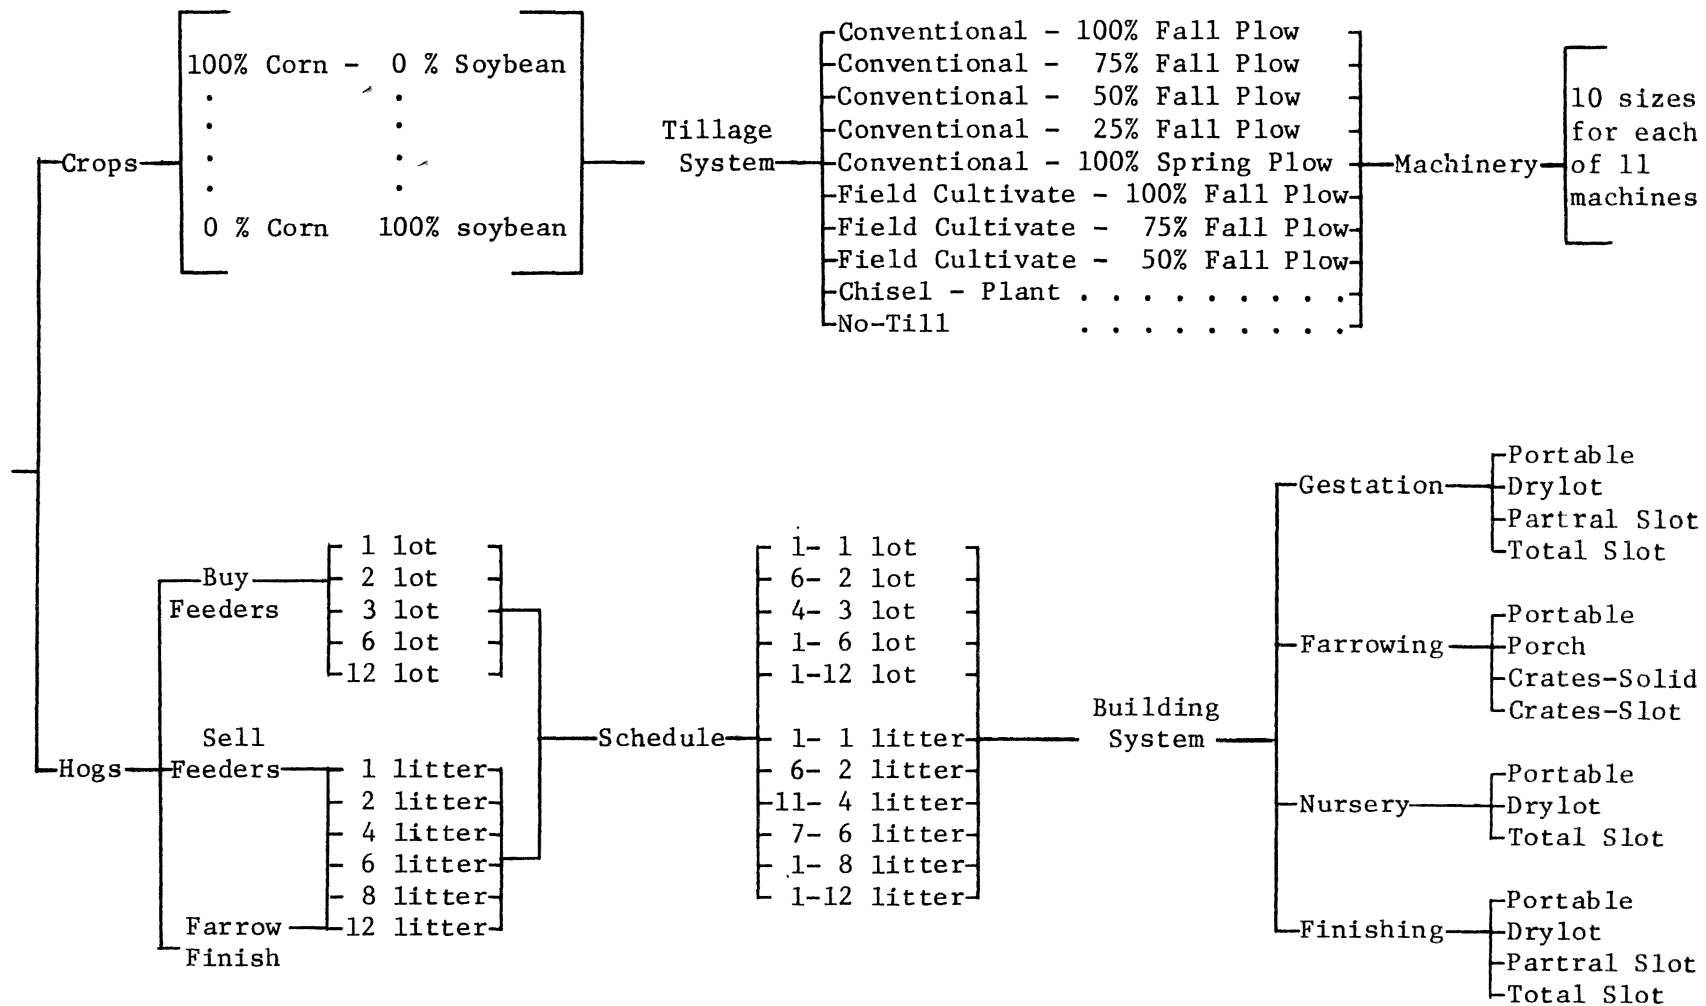 Crops
100% Corn - 0 % Soybean
. .
. .
. .
. .
0 % Corn 100% soybean
Tillage
System
Conventional - 100% Fall Plow
Conventional - 75% Fall Plow
Conventional - 50% Fall Plow
Conventional - 25% Fall Plow
Conventional - 100% Spring Plow
Field Cultivate - 100% Fall Plow
Field Cultivate - 75% Fall Plow
Field Cultivate - 50% Fall Plow
Chisel - Plant . . . . . . . . .
No-Till . . . . . . . . .
Machinery
10 sizes
for each
of 11
machines
Hogs
Buy
Feeders
1 lot
2 lot
3 lot
6 lot
12 lot
Sell
Feeders
Farrow
Finish
1 litter
2 litter
4 litter
6 litter
8 litter
12 litter
Schedule
1- 1 lot
6- 2 lot
4- 3 lot
1- 6 lot
1-12 lot
1- 1 litter
6- 2 litter
11- 4 litter
7- 6 litter
1- 8 litter
1-12 litter
Building
System
Gestation
Portable
Drylot
Partral Slot
Total Slot
Farrowing
Portable
Porch
Crates-Solid
Crates-Slot
Nursery
Portable
Drylot
Total Slot
Finishing
Portable
Drylot
Partral Slot
Total Slot